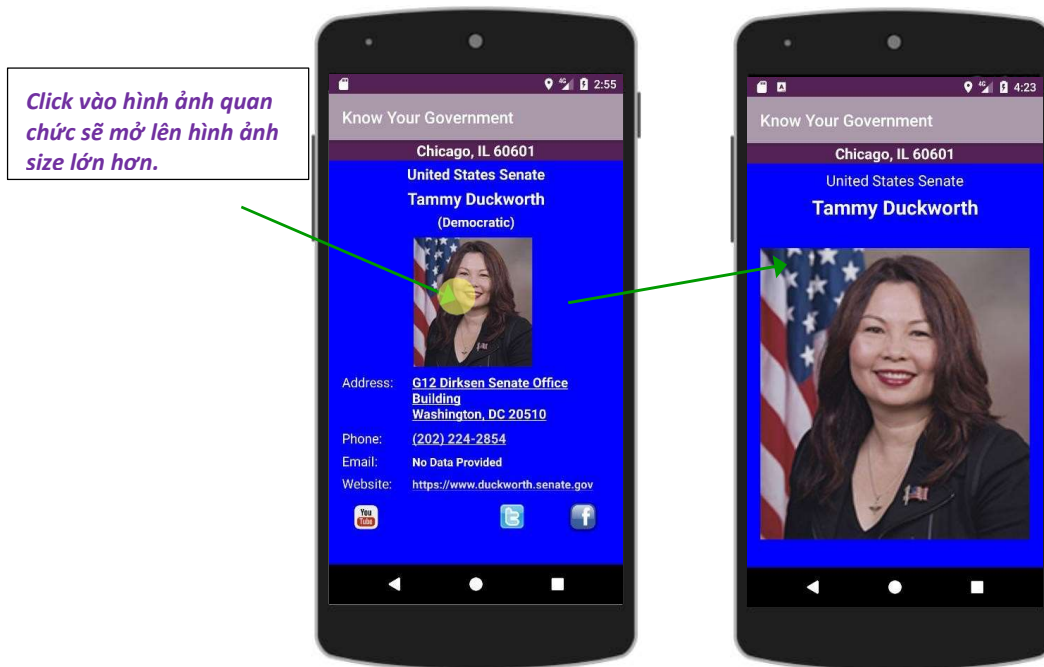 Click vào hình ảnh quan
chức sẽ mở lên hình ảnh
size lớn hơn.
4G 2:55
Know Your Government
Chicago, IL 60601
United States Senate
Tammy Duckworth
(Democratic)
Address: G12 Dirksen Senate Office
Building
Washington, DC 20510
Phone: (202) 224-2854
Email: No Data Provided
Website: https://www.duckworth.senate.gov
You
Tube
t
f
A 4G 4:23
Know Your Government
Chicago, IL 60601
United States Senate
Tammy Duckworth